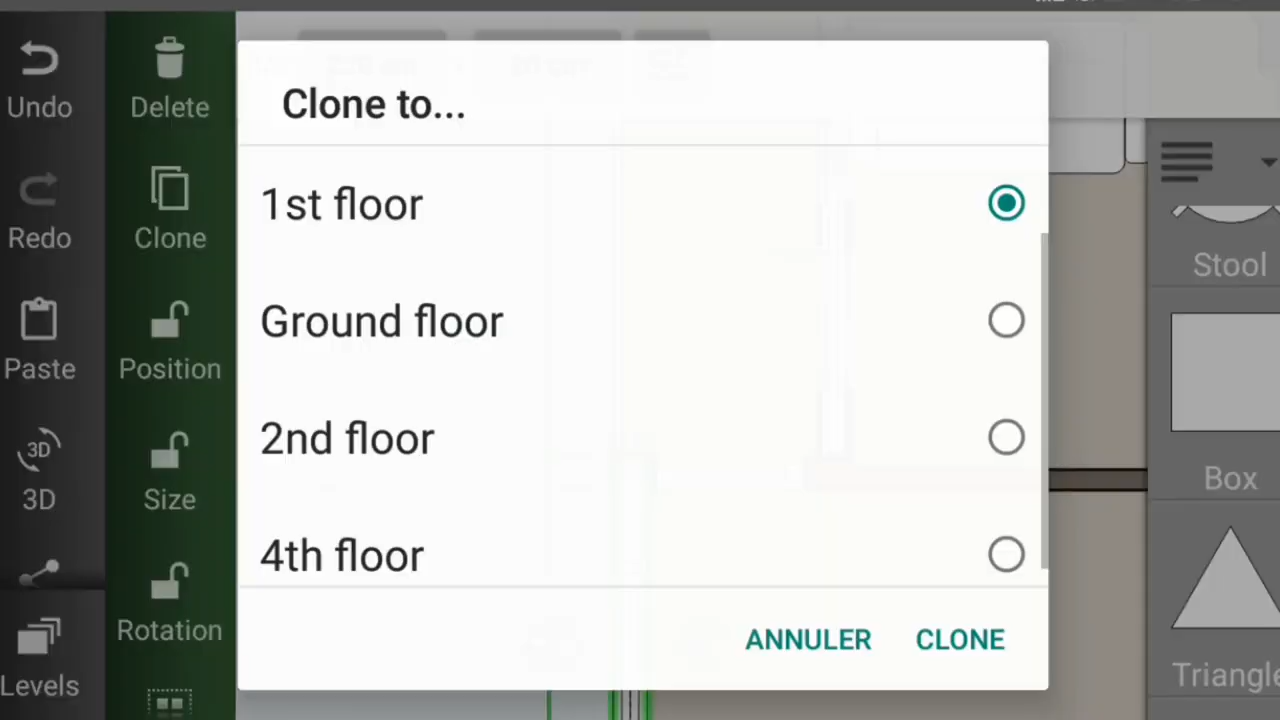 Undo
Delete
Clone to...
1st floor
Redo
Clone
Stool
Ground floor
Paste
Position
2nd floor
3D
3D
Size
Box
4th floor
Rotation
ANNULER
CLONE
Levels
Triangle